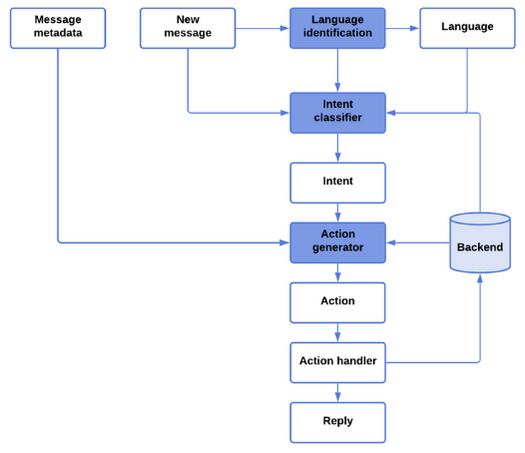 Message
metadata
New
message
Language
identification
Language
Intent
classifier
Intent
Action
generator
Backend
Action
Action handler
Reply